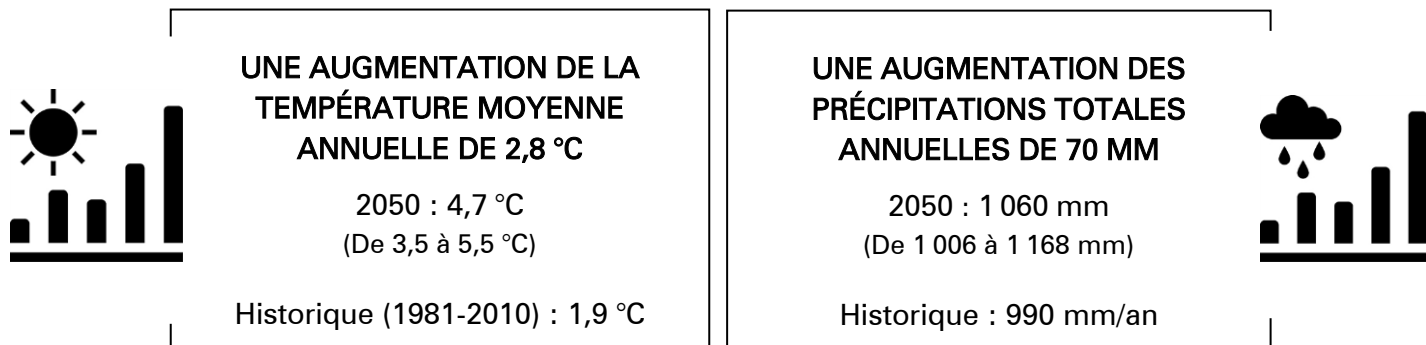 UNE AUGMENTATION DE LA
TEMPÉRATURE MOYENNE
ANNUELLE DE 2,8 °C
2050 : 4,7 °C
(De 3,5 à 5,5 °C)
Historique (1981-2010) : 1,9 °C
UNE AUGMENTATION DES
PRÉCIPITATIONS TOTALES
ANNUELLES DE 70 MM
2050 : 1 060 mm
(De 1 006 à 1 168 mm)
Historique : 990 mm/an